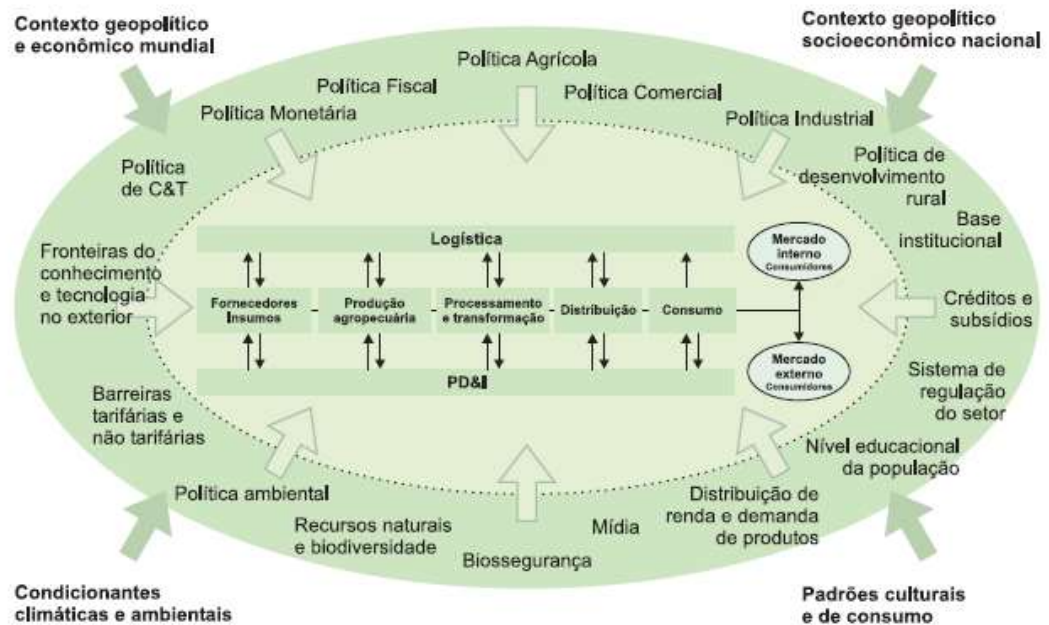 Contexto geopolítico
e econômico mundial
Contexto geopolítico
socioeconômico nacional
Política Agrícola
Política Fiscal
Política Comercial
Política Monetária
Política Industrial
Política
de C&T
Política de
desenvolvimento
rural
Base
institucional
Fronteiras do
conhecimento
e tecnologia
no exterior
Logística
Mercado
interno
Consumidores
Fornecedores
Insumos
Produção
agropecuária
Processamento
e transformação
Distribuição
Consumo
Créditos e
subsídios
PD&I
Mercado
externo
Consumidores
Barreiras
tarifárias e
não tarifárias
Sistema de
regulação
do setor
Nível educacional
da população
Política ambiental
Recursos naturais
e biodiversidade
Biossegurança
Mídia
Distribuição de
renda e demanda
de produtos
Condicionantes
climáticas e ambientais
Padrões culturais
e de consumo